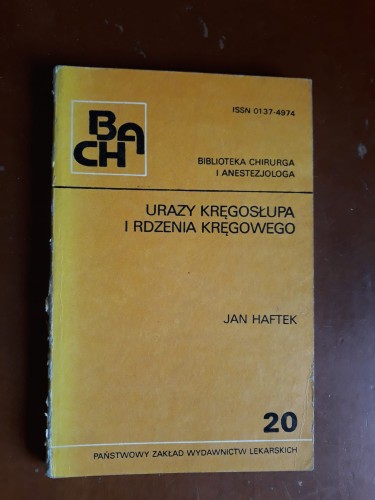 BA
CH
ISSN 0137-4974
BIBLIOTEKA CHIRURGA
I ANESTEZJOLOGA
URAZY KRĘGOSŁUPA
I RDZENIA KRĘGOWEGO
JAN HAFTEK
20
PAŃSTWOWY ZAKŁAD WYDAWNICTW LEKARSKICH